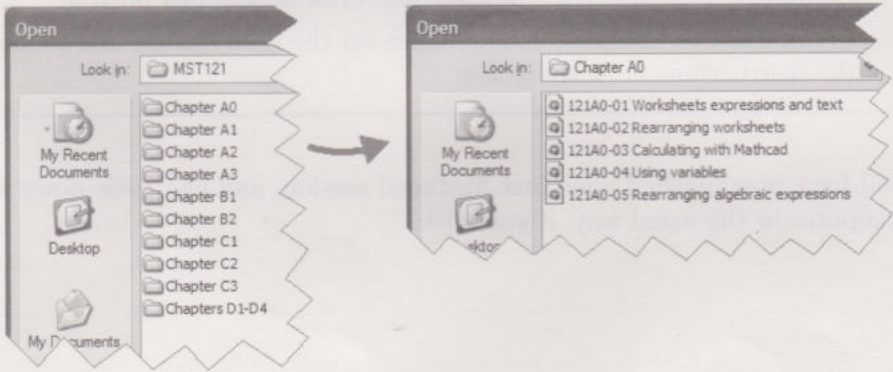 Open
Look in:
MST121
My Recent
Documents
Desktop
My Documents
Chapter A0
Chapter A1
Chapter A2
Chapter A3
Chapter B1
Chapter B2
Chapter C1
Chapter C2
Chapter C3
Chapters D1-D4
Open
Look in:
Chapter A0
My Recent
Documents
121A0-01 Worksheets expressions and text
121A0-02 Rearranging worksheets
121A0-03 Calculating with Mathcad
121A0-04 Using variables
121A0-05 Rearranging algebraic expressions